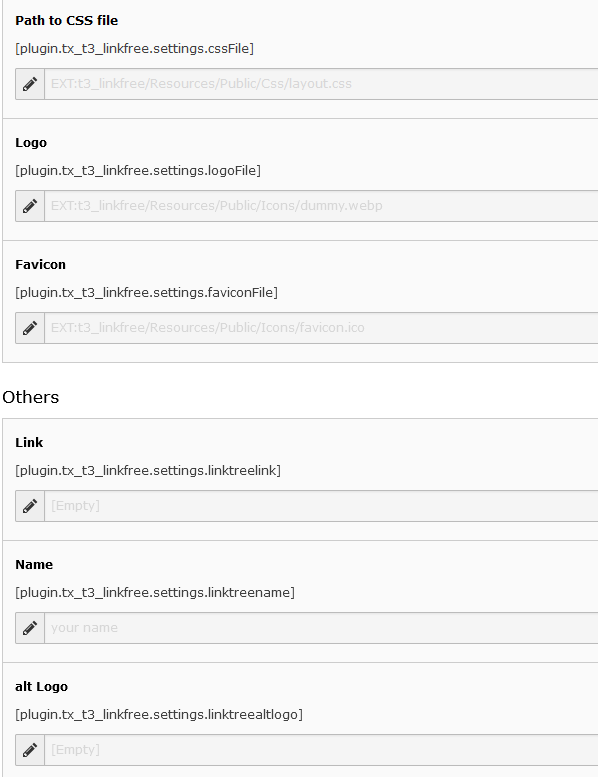 Path to CSS file
[plugin.tx_t3_linkfree.settings.cssFile]
EXT:t3_linkfree/Resources/Public/Css/layout.css
Logo
[plugin.tx_t3_linkfree.settings.logoFile]
EXT:t3_linkfree/Resources/Public/Icons/dummy.webp
Favicon
[plugin.tx_t3_linkfree.settings.faviconFile]
EXT:t3_linkfree/Resources/Public/Icons/favicon.ico
Others
Link
[plugin.tx_t3_linkfree.settings.linktreelink]
[Empty]
Name
[plugin.tx_t3_linkfree.settings.linktreename]
your name
alt Logo
[plugin.tx_t3_linkfree.settings.linktreealtlogo]
[Empty]